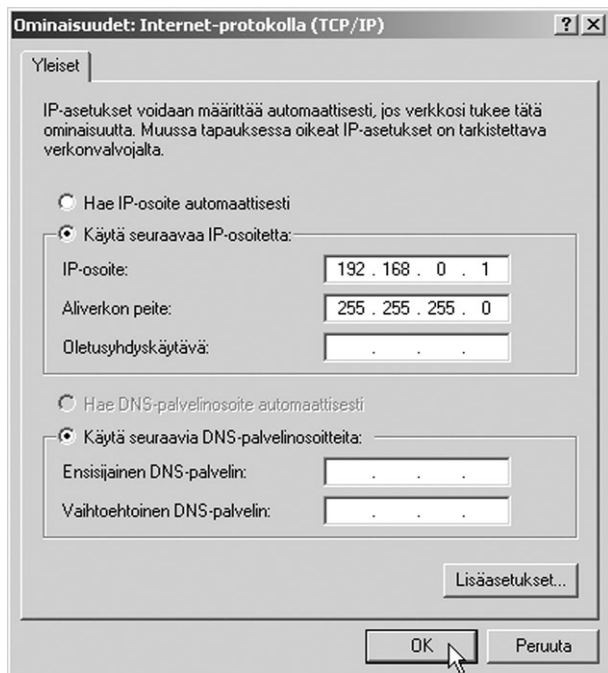 Ominaisuudet: Internet-protokolla (TCP/IP)
Yleiset
IP-asetukset voidaan määrittää automaattisesti, jos verkkosi tukee tätä
ominaisuutta. Muussa tapauksessa oikeat IP-asetukset on tarkistettava
verkonvalvojalta.
Hae IP-osoite automaattisesti
Käytä seuraavaa IP-osoitetta:
IP-osoite: 192 . 168 . 0 . 1
Aliverkon peite: 255 . 255 . 255 . 0
Oletusyhdyskäytävä: . . .
Hae DNS-palvelinosoite automaattisesti
Käytä seuraavia DNS-palvelinosoitteita:
Ensisijainen DNS-palvelin: . . .
Vaihtoehtoinen DNS-palvelin: . . .
Lisäasetukset...
OK Peruuta